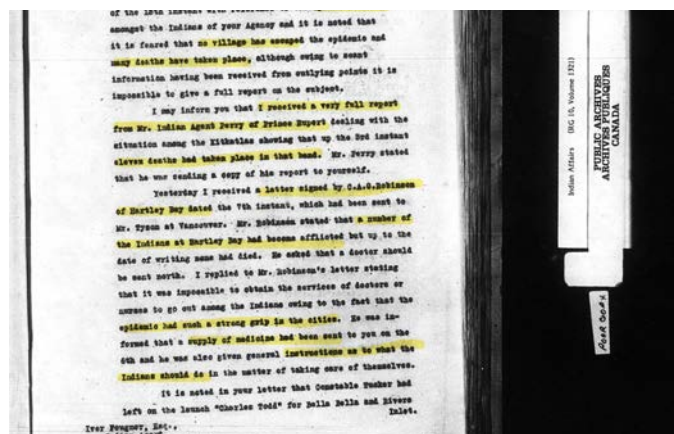 of the 18th instant with
amongst the Indians of your Agency and it is noted that
it is feared that no village has escaped the epidemic and
many deaths have taken place, although owing to scant
information having been received from outlying points it is
impossible to give a full report on the subject.
I may inform you that I received a very full report
from Mr. Indian Agent Perry of Prince Rupert dealing with the
situation among the Kitkatlas showing that up the 3rd instant
eleven deaths had taken place in that band. Mr. Perry stated
that he was sending a copy of his report to yourself.
Yesterday I received a letter signed by C.A.G.Robinson
of Hartley Bay dated the 7th instant, which had been sent to
Mr. Tyson at Vancouver. Mr. Robinson stated that a number of
the Indians at Hartley Bay had become afflicted but up to the
date of writing none had died. He asked that a doctor should
be sent north. I replied to Mr. Robinson's letter stating
that it was impossible to obtain the services of doctors or
nurses to go out among the Indians owing to the fact that the
epidemic had such a strong grip in the cities. He was in-
formed that a supply of medicine had been sent to you on the
6th and he was also given general instructions as to what the
Indians should do in the matter of taking care of themselves.
It is noted in your letter that Constable Tucker had
left on the launch "Charles Todd" for Bella Bella and Rivers
Inlet.
Iver Fougner, Esq.,
Indian Affairs (RG 10, Volume 1321)
PUBLIC ARCHIVES
ARCHIVES PUBLIQUES
CANADA
POOR COPY